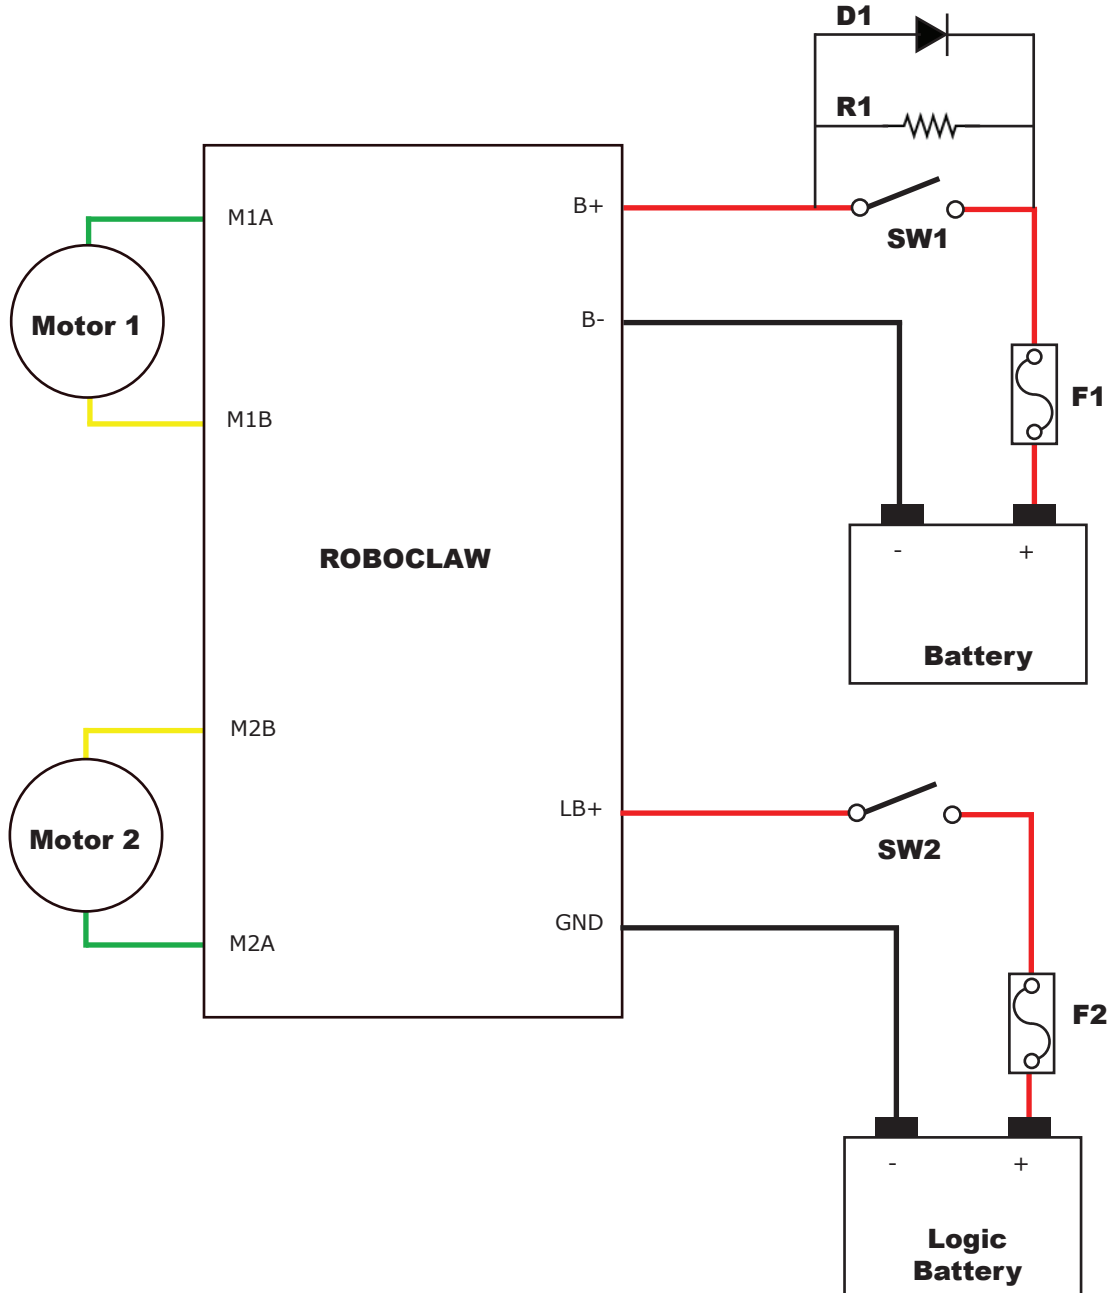 D1
R1
M1A
B+
SW1
B-
Motor 1
F1
M1B
- +
ROBOCLAW
Battery
M2B
LB+
Motor 2
SW2
GND
M2A
F2
- +
Logic
Battery